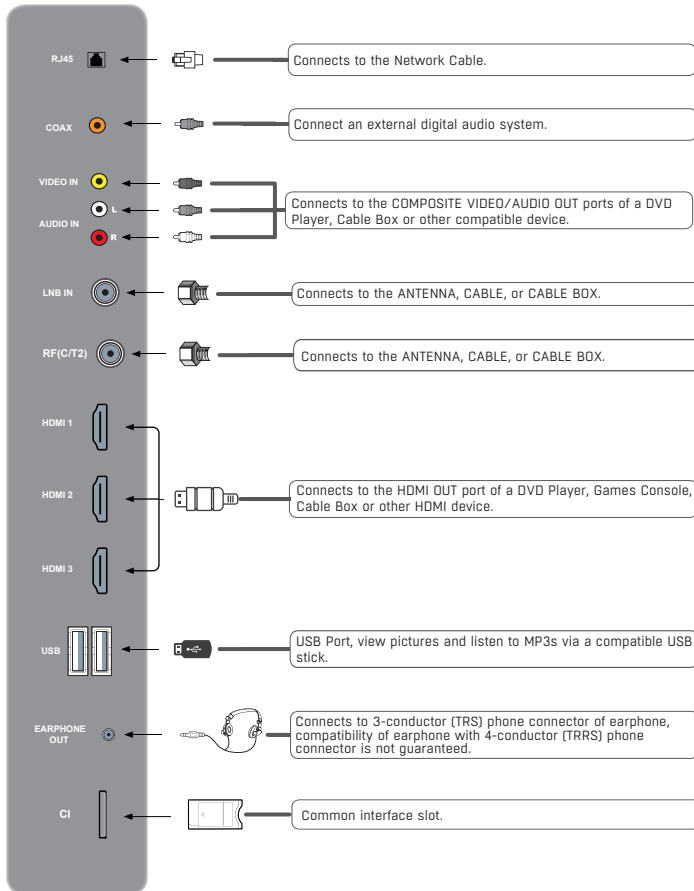 RJ45
Connects to the Network Cable.
COAX
Connect an external digital audio system.
VIDEO IN
L
AUDIO IN
R
Connects to the COMPOSITE VIDEO/AUDIO OUT ports of a DVD
Player, Cable Box or other compatible device.
LNB IN
Connects to the ANTENNA, CABLE, or CABLE BOX.
RF(C/T2)
Connects to the ANTENNA, CABLE, or CABLE BOX.
HDMI 1
HDMI 2
Connects to the HDMI OUT port of a DVD Player, Games Console,
Cable Box or other HDMI device.
HDMI 3
USB
USB Port, view pictures and listen to MP3s via a compatible USB
stick.
EARPHONE
OUT
Connects to 3-conductor (TRS) phone connector of earphone,
compatibility of earphone with 4-conductor (TRRS) phone
connector is not guaranteed.
CI
Common interface slot.